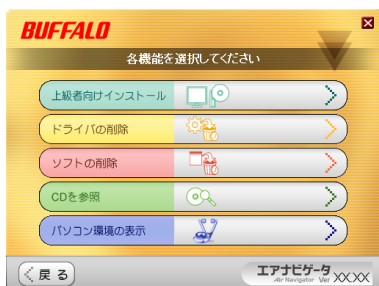 BUFFALO
各機能を選択してください
上級者向けインストール
ドライバの削除
ソフトの削除
CDを参照
パソコン環境の表示
戻る
エアナビゲータ
Air Navigator Ver XX.XX